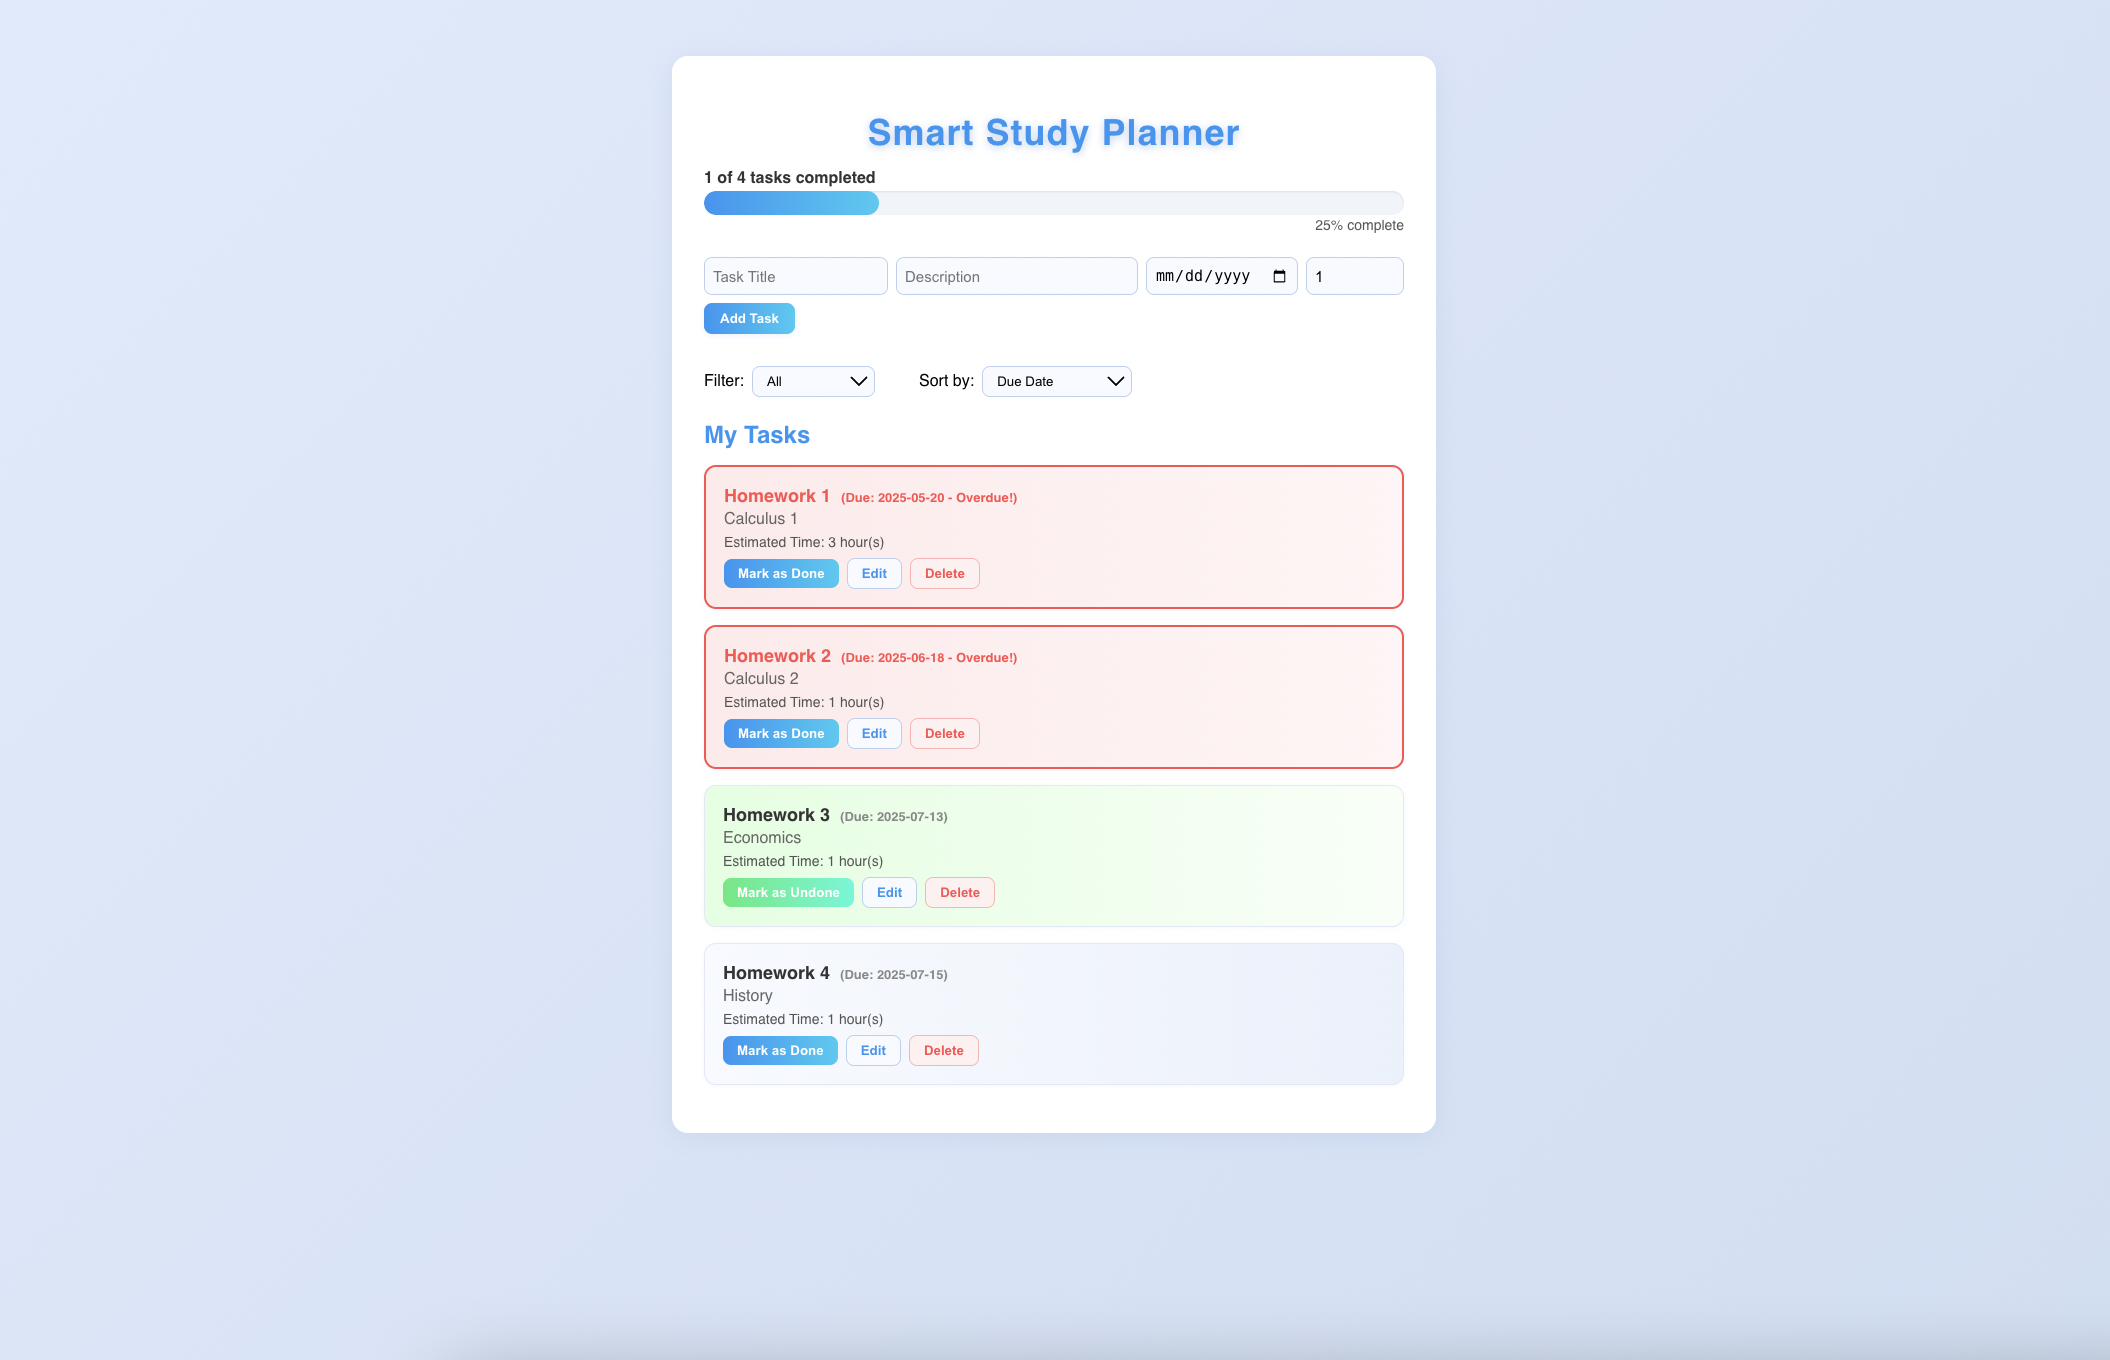 Smart Study Planner
1 of 4 tasks completed
25% complete
Task Title Description mm/dd/yyyy 1
Add Task
Filter: All Sort by: Due Date
My Tasks
Homework 1 (Due: 2025-05-20 - Overdue!)
Calculus 1
Estimated Time: 3 hour(s)
Mark as Done Edit Delete
Homework 2 (Due: 2025-06-18 - Overdue!)
Calculus 2
Estimated Time: 1 hour(s)
Mark as Done Edit Delete
Homework 3 (Due: 2025-07-13)
Economics
Estimated Time: 1 hour(s)
Mark as Undone Edit Delete
Homework 4 (Due: 2025-07-15)
History
Estimated Time: 1 hour(s)
Mark as Done Edit Delete